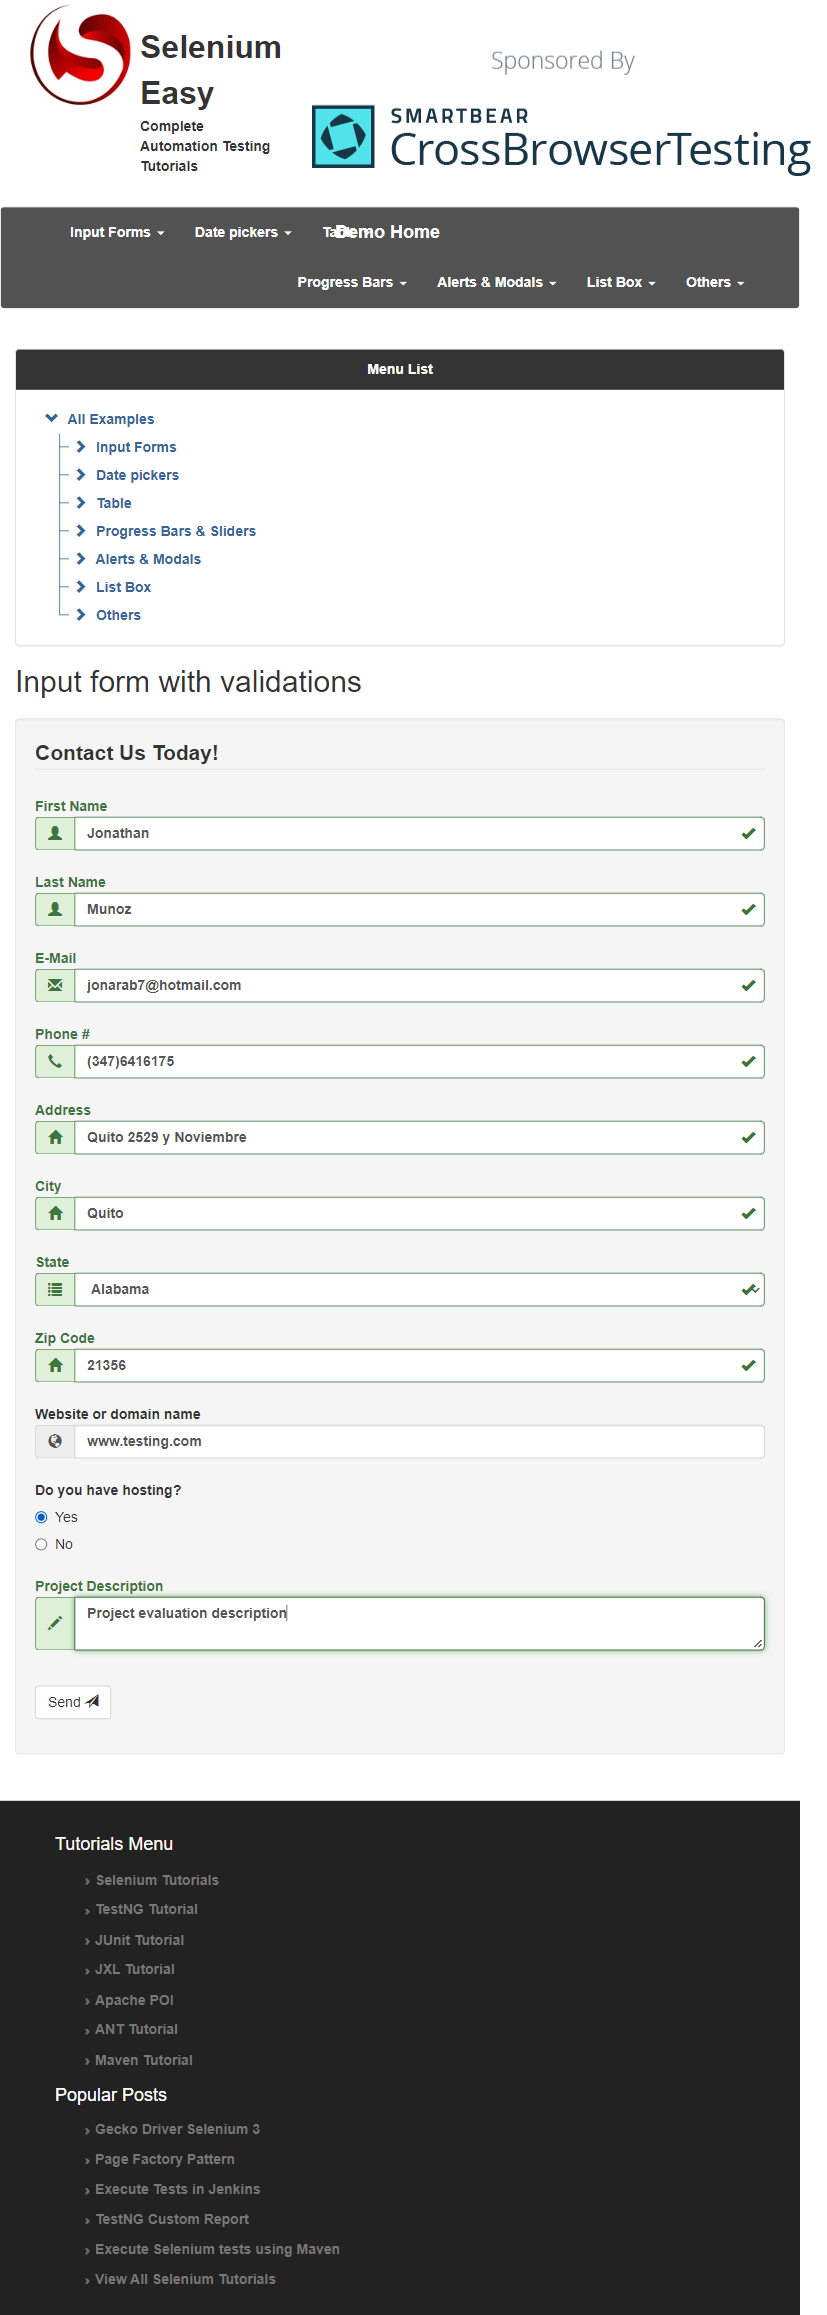 Selenium
Easy
Complete
Automation Testing
Tutorials
Sponsored By
SMARTBEAR
CrossBrowserTesting
Input Forms
Date pickers
Table
Demo Home
Progress Bars
Alerts & Modals
List Box
Others
Menu List
All Examples
Input Forms
Date pickers
Table
Progress Bars & Sliders
Alerts & Modals
List Box
Others
Input form with validations
Contact Us Today!
First Name
Jonathan
Last Name
Munoz
E-Mail
jonarab7@hotmail.com
Phone #
(347)6416175
Address
Quito 2529 y Noviembre
City
Quito
State
Alabama
Zip Code
21356
Website or domain name
www.testing.com
Do you have hosting?
Yes
No
Project Description
Project evaluation description
Send
Tutorials Menu
Selenium Tutorials
TestNG Tutorial
JUnit Tutorial
JXL Tutorial
Apache POI
ANT Tutorial
Maven Tutorial
Popular Posts
Gecko Driver Selenium 3
Page Factory Pattern
Execute Tests in Jenkins
TestNG Custom Report
Execute Selenium tests using Maven
View All Selenium Tutorials